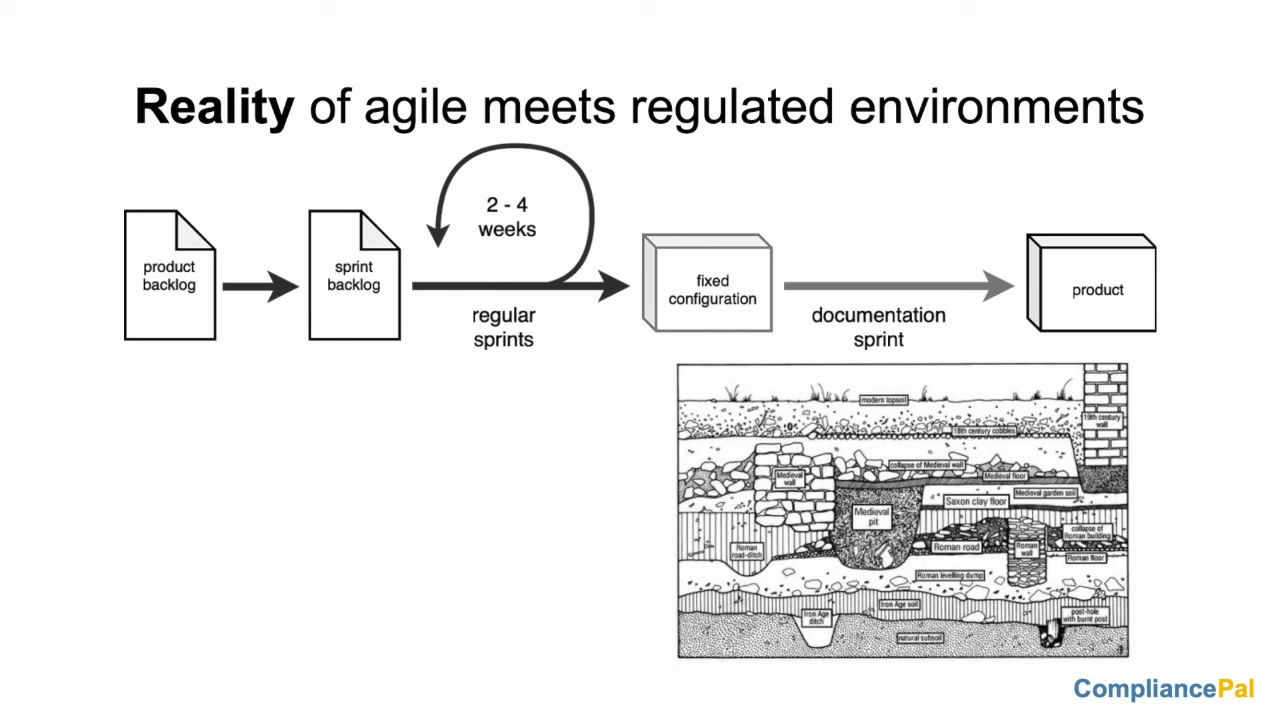 Reality of agile meets regulated environments
2 - 4
weeks
product
backlog
sprint
backlog
regular
sprints
fixed
configuration
documentation
sprint
product
modern topsoil
19th century
wall
18th century cobbles
collapse of Medieval wall
Medieval floor
Medieval
wall
Medieval garden soil
Saxon clay floor
Medieval
pit
collapse of
Roman building
Roman
road-ditch
Roman road
Roman
wall
Roman floor
Roman levelling dump
Iron Age soil
Iron Age
ditch
post-hole
with burnt post
natural subsoil
CompliancePal